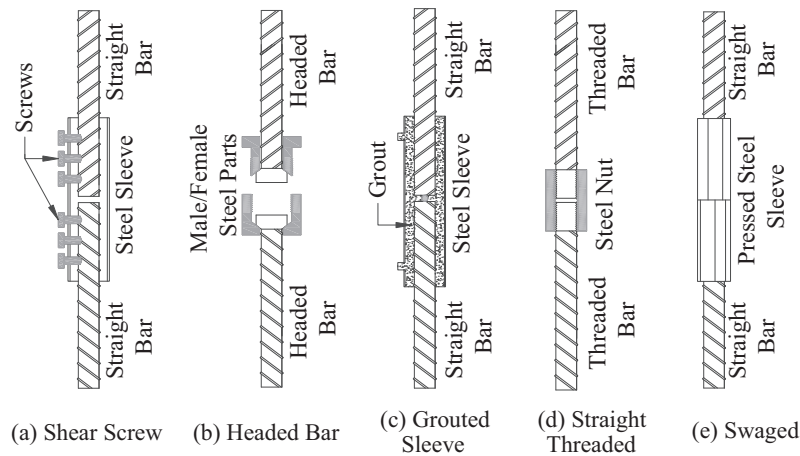 Screws
Straight
Bar
Steel Sleeve
Straight
Bar
(a) Shear Screw
Headed Bar
Male/Female
Steel Parts
Headed
Bar
(b) Headed Bar
Straight
Bar
Grout
Steel Sleeve
Straight
Bar
(c) Grouted
Sleeve
Threaded
Bar
Steel Nut
Threaded
Bar
(d) Straight
Threaded
Straight
Bar
Pressed Steel
Sleeve
Straight
Bar
(e) Swaged